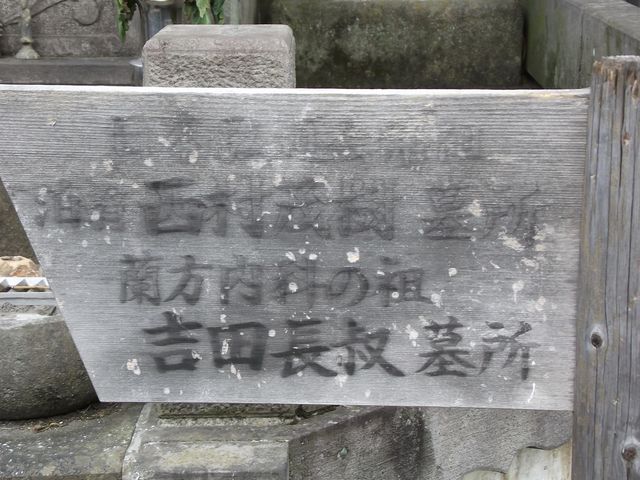 泊翁 西村茂樹 墓所
蘭方内科の祖
吉田長叔 墓所